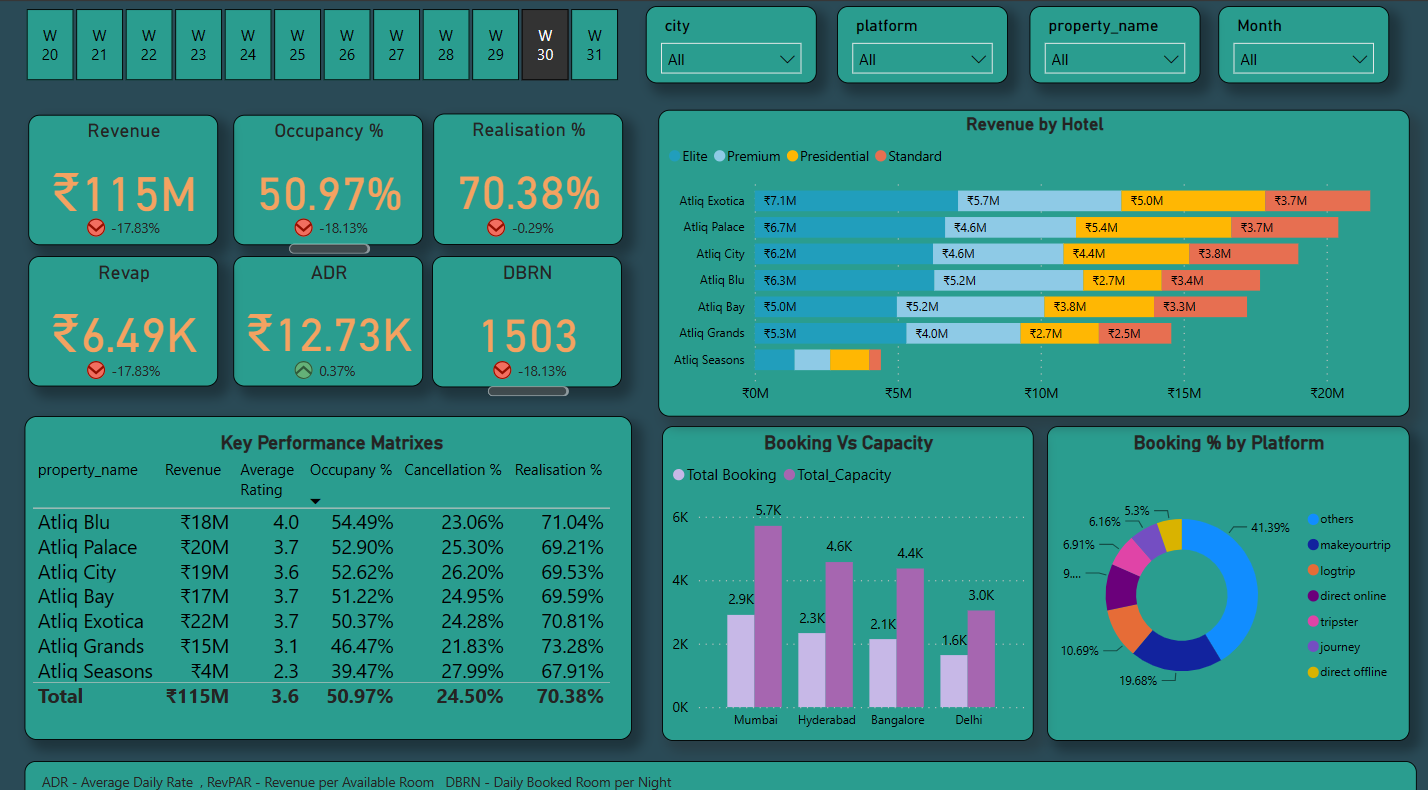 W 20
W 21
W 22
W 23
W 24
W 25
W 26
W 27
W 28
W 29
W 30
W 31
city
All
platform
All
property_name
All
Month
All
Revenue
₹115M
-17.83%
Occupancy %
50.97%
-18.13%
Realisation %
70.38%
-0.29%
Revap
₹6.49K
-17.83%
ADR
₹12.73K
0.37%
DBRN
1503
-18.13%
Revenue by Hotel
Elite Premium Presidential Standard
Atliq Exotica ₹7.1M ₹5.7M ₹5.0M ₹3.7M
Atliq Palace ₹6.7M ₹4.6M ₹5.4M ₹3.7M
Atliq City ₹6.2M ₹4.6M ₹4.4M ₹3.8M
Atliq Blu ₹6.3M ₹5.2M ₹2.7M ₹3.4M
Atliq Bay ₹5.0M ₹5.2M ₹3.8M ₹3.3M
Atliq Grands ₹5.3M ₹4.0M ₹2.7M ₹2.5M
Atliq Seasons
₹0M ₹5M ₹10M ₹15M ₹20M
Key Performance Matrixes
property_name Revenue Average Rating Occupany % Cancellation % Realisation %
Atliq Blu ₹18M 4.0 54.49% 23.06% 71.04%
Atliq Palace ₹20M 3.7 52.90% 25.30% 69.21%
Atliq City ₹19M 3.6 52.62% 26.20% 69.53%
Atliq Bay ₹17M 3.7 51.22% 24.95% 69.59%
Atliq Exotica ₹22M 3.7 50.37% 24.28% 70.81%
Atliq Grands ₹15M 3.1 46.47% 21.83% 73.28%
Atliq Seasons ₹4M 2.3 39.47% 27.99% 67.91%
Total ₹115M 3.6 50.97% 24.50% 70.38%
Booking Vs Capacity
Total Booking Total_Capacity
6K
4K
2K
0K
2.9K 5.7K
2.3K 4.6K
2.1K 4.4K
1.6K 3.0K
Mumbai Hyderabad Bangalore Delhi
Booking % by Platform
5.3%
6.16%
6.91%
9....
10.69%
19.68%
41.39%
others
makeyourtrip
logtrip
direct online
tripster
journey
direct offline
ADR - Average Daily Rate , RevPAR - Revenue per Available Room DBRN - Daily Booked Room per Night